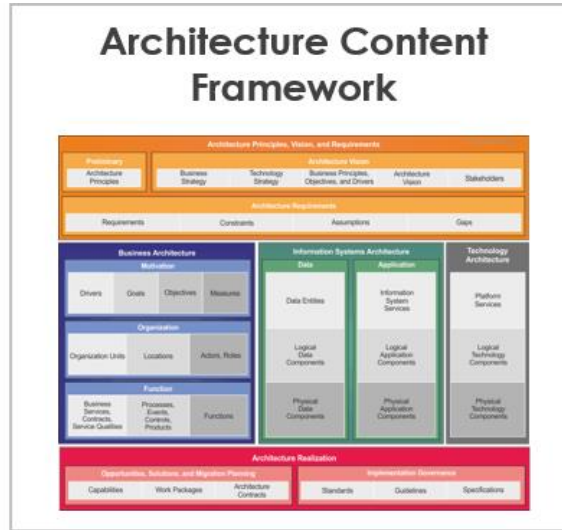 Architecture Content
Framework
Architecture Principles, Vision, and Requirements
Preliminary
Architecture
Principles
Architecture Vision
Business
Strategy
Technology
Strategy
Business Principles,
Objectives, and Drivers
Architecture
Vision
Stakeholders
Architecture Requirements
Requirements
Constraints
Assumptions
Gaps
Business Architecture
Motivation
Drivers
Goals
Objectives
Measures
Organization
Organization Units
Locations
Actors, Roles
Function
Business
Services,
Contracts,
Service Qualities
Processes,
Events,
Controls,
Products
Functions
Information Systems Architecture
Data
Data Entities
Logical
Data
Components
Physical
Data
Components
Application
Information
System
Services
Logical
Application
Components
Physical
Application
Components
Technology
Architecture
Platform
Services
Logical
Technology
Components
Physical
Technology
Components
Architecture Realization
Opportunities, Solutions, and Migration Planning
Capabilities
Work Packages
Architecture
Contracts
Implementation Governance
Standards
Guidelines
Specifications